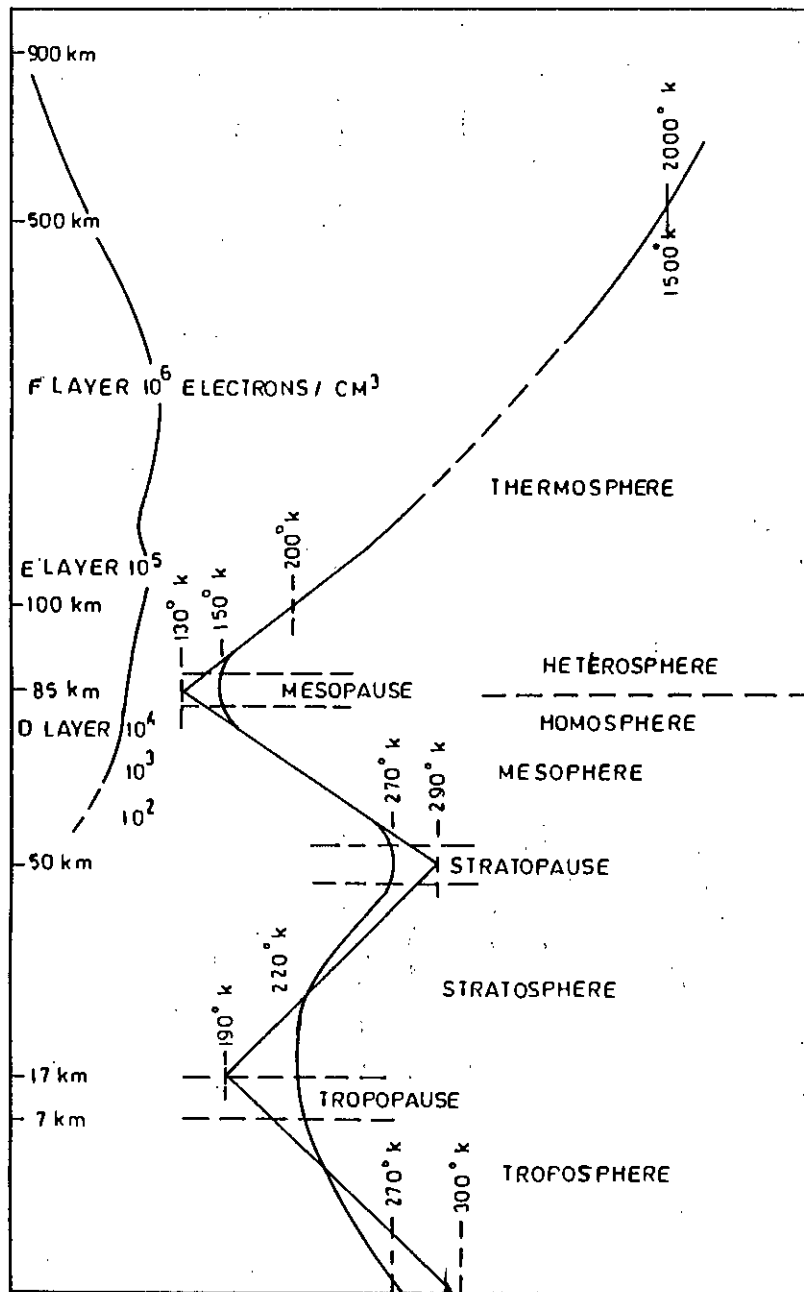 900 km
2000° k
500 km
1500° k
F LAYER 10⁶ ELECTRONS / CM³
THERMOSPHERE
200° k
E LAYER 10⁵
130° k
150° k
100 km
HETEROSPHERE
85 km
MESOPAUSE
D LAYER 10⁴
HOMOSPHERE
10³
270° k
290° k
MESOPHERE
10²
50 km
STRATOPAUSE
220° k
190° k
STRATOSPHERE
17 km
TROPOPAUSE
7 km
270° k
300° k
TROPOSPHERE